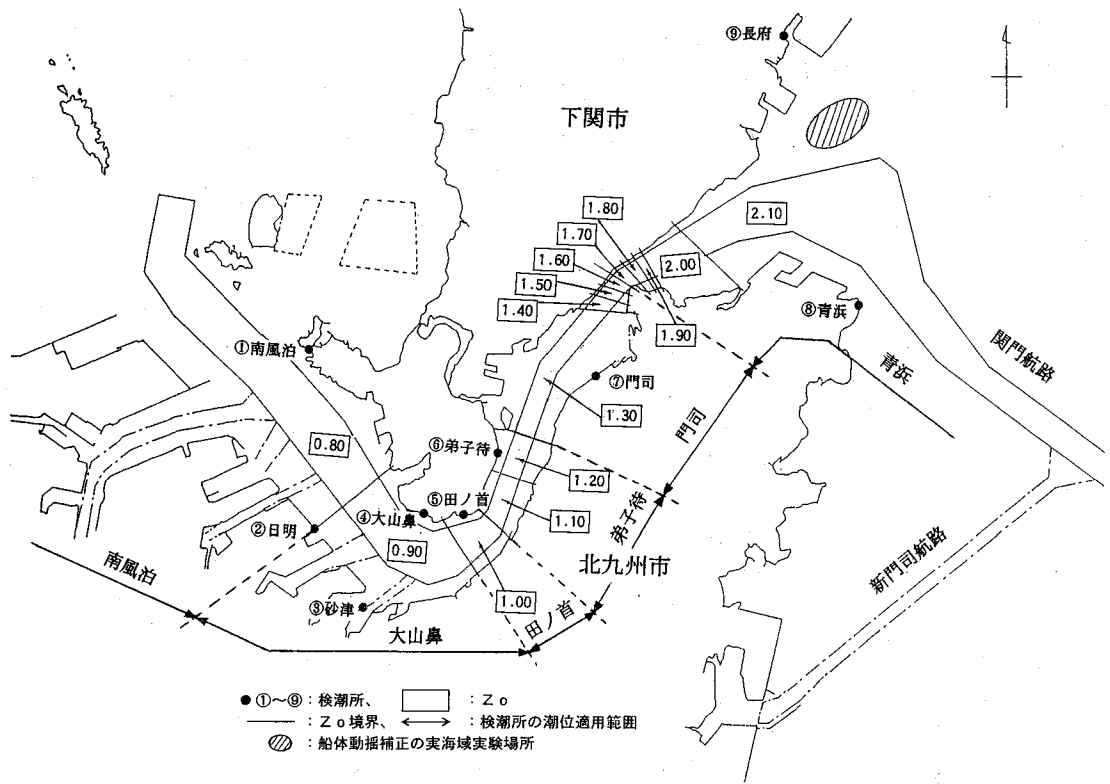 ⑨長府
下関市
1.80
2.10
1.70
1.60
2.00
1.50
1.40
⑧青浜
1.90
①南風泊
関門航路
青浜
⑦門司
1.30
門司
0.80
⑥弟子待
1.20
⑤田ノ首
④大山鼻
1.10
弟子待
②日明
0.90
北九州市
新門司航路
南風泊
③砂津
1.00
田ノ首
大山鼻
●①～⑨：検潮所、 ：Ｚｏ
：Ｚｏ境界、 ：検潮所の潮位適用範囲
：船体動揺補正の実海域実験場所